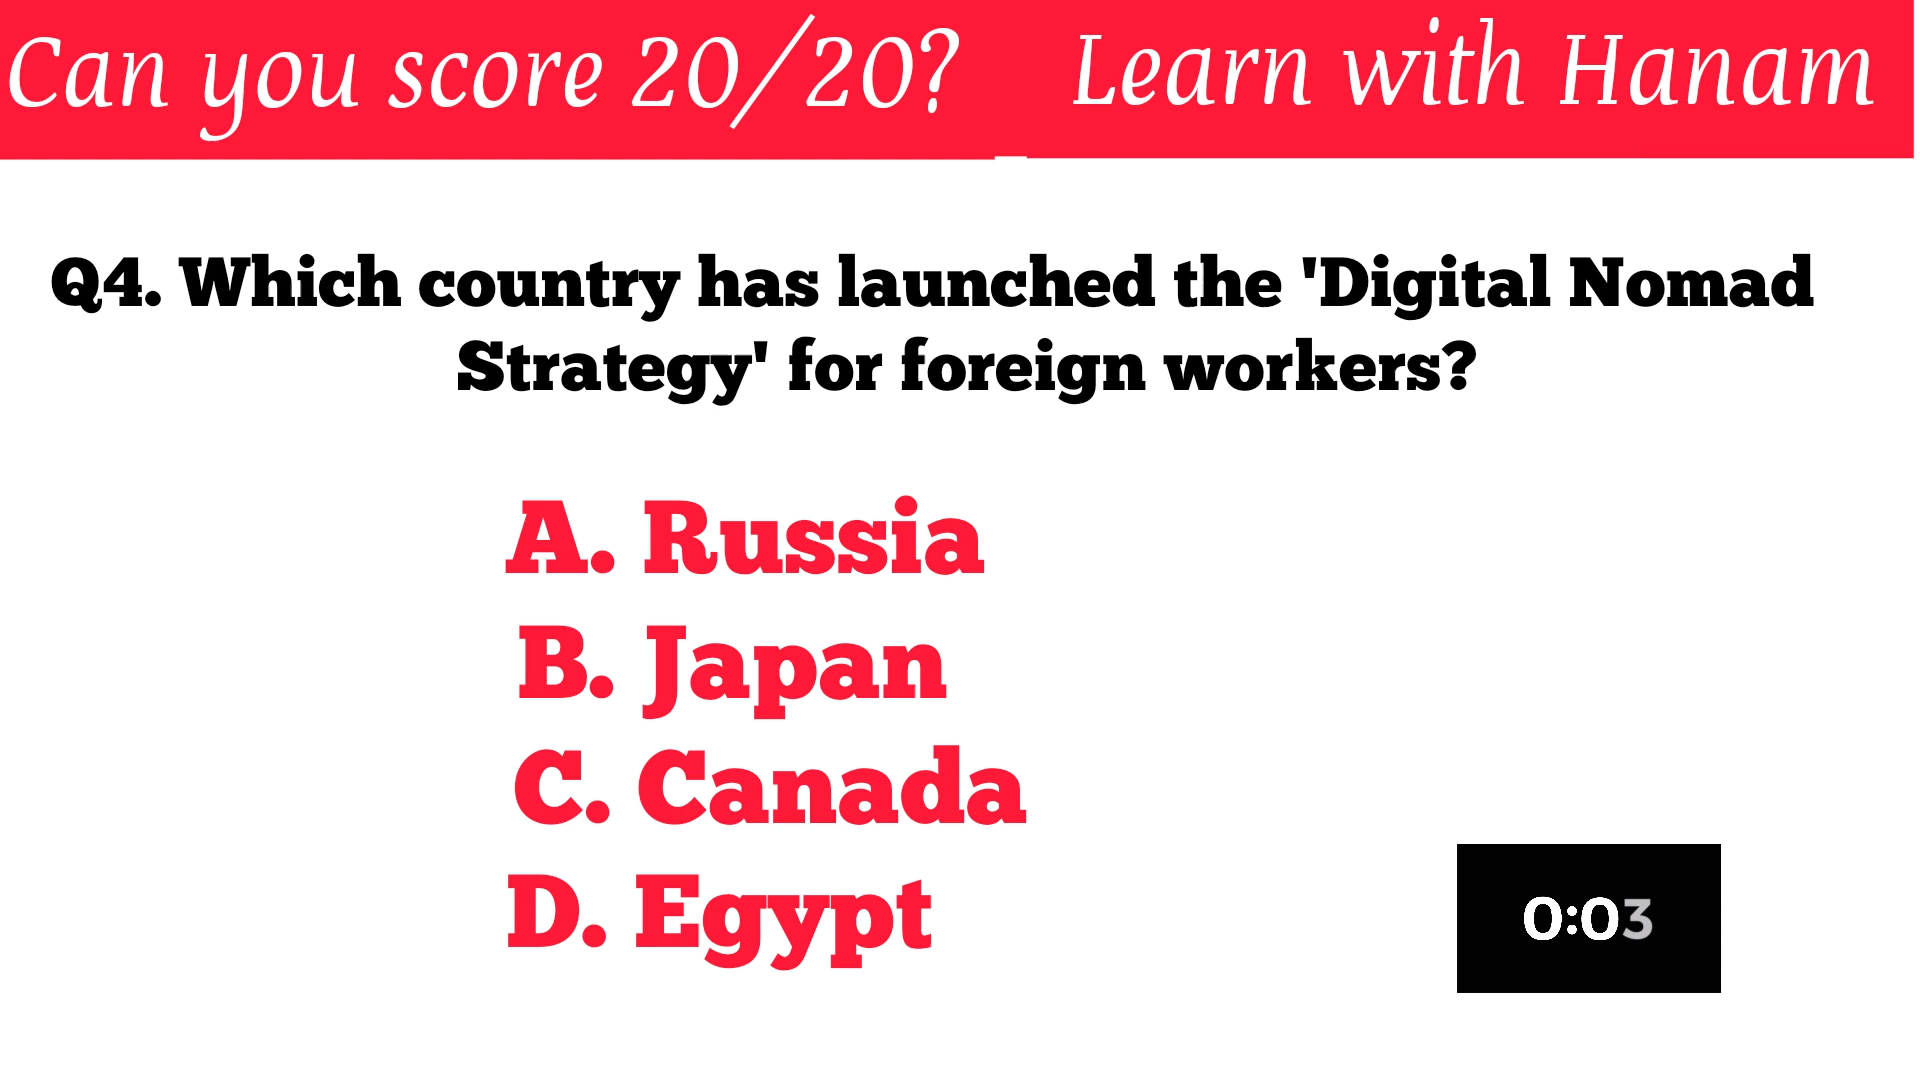 Can you score 20/20?
Learn with Hanam
Q4. Which country has launched the 'Digital Nomad
Strategy' for foreign workers?
A. Russia
B. Japan
C. Canada
D. Egypt
0:03